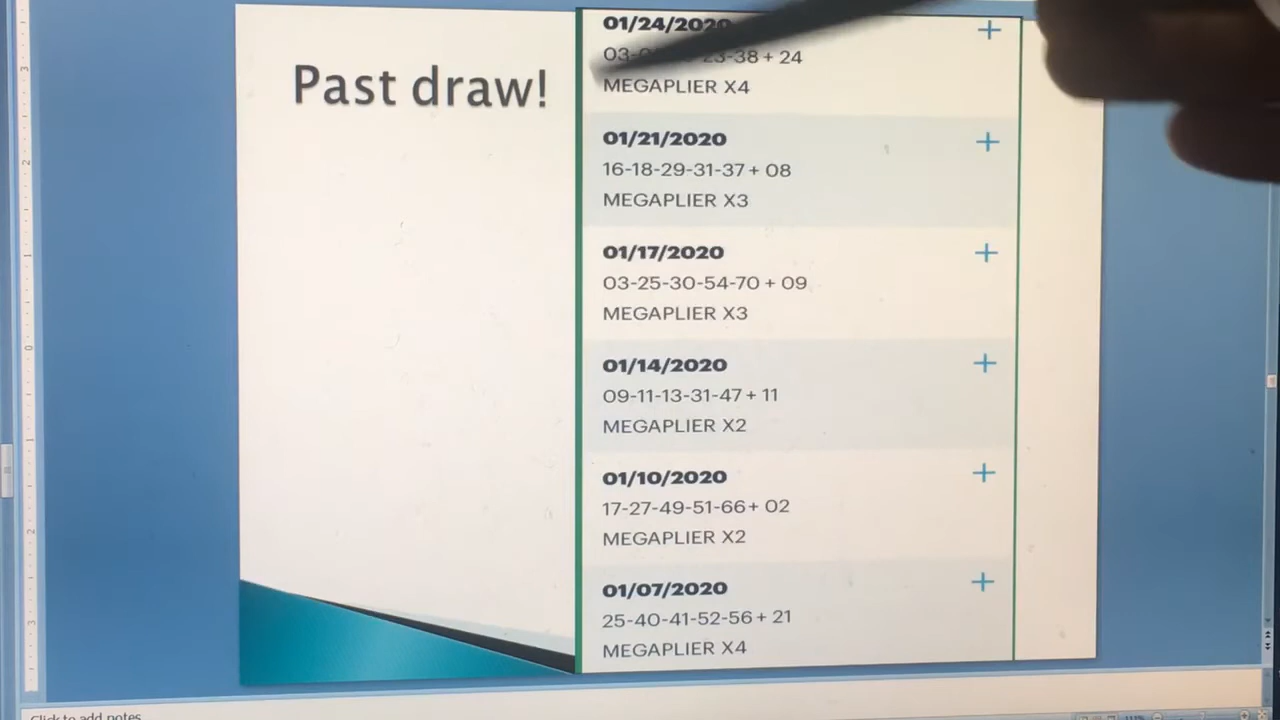 Past draw!
01/24/2020
23-38 + 24
MEGAPLIER X4
01/21/2020
16-18-29-31-37 + 08
MEGAPLIER X3
01/17/2020
03-25-30-54-70 + 09
MEGAPLIER X3
01/14/2020
09-11-13-31-47 + 11
MEGAPLIER X2
01/10/2020
17-27-49-51-66 + 02
MEGAPLIER X2
01/07/2020
25-40-41-52-56 + 21
MEGAPLIER X4
Click to add notes